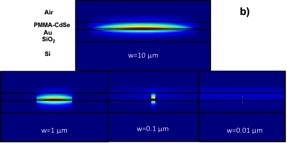 Air
b)
PMMA-CdSe
Au
SiO2
Si
w=10 μm
w=1 μm
w=0.1 μm
w=0.01 μm